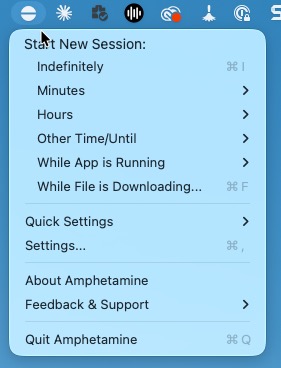 Start New Session:
Indefinitely ⌘ I
Minutes
Hours
Other Time/Until
While App is Running
While File is Downloading... ⌘ F
Quick Settings
Settings... ⌘ ,
About Amphetamine
Feedback & Support
Quit Amphetamine ⌘ Q